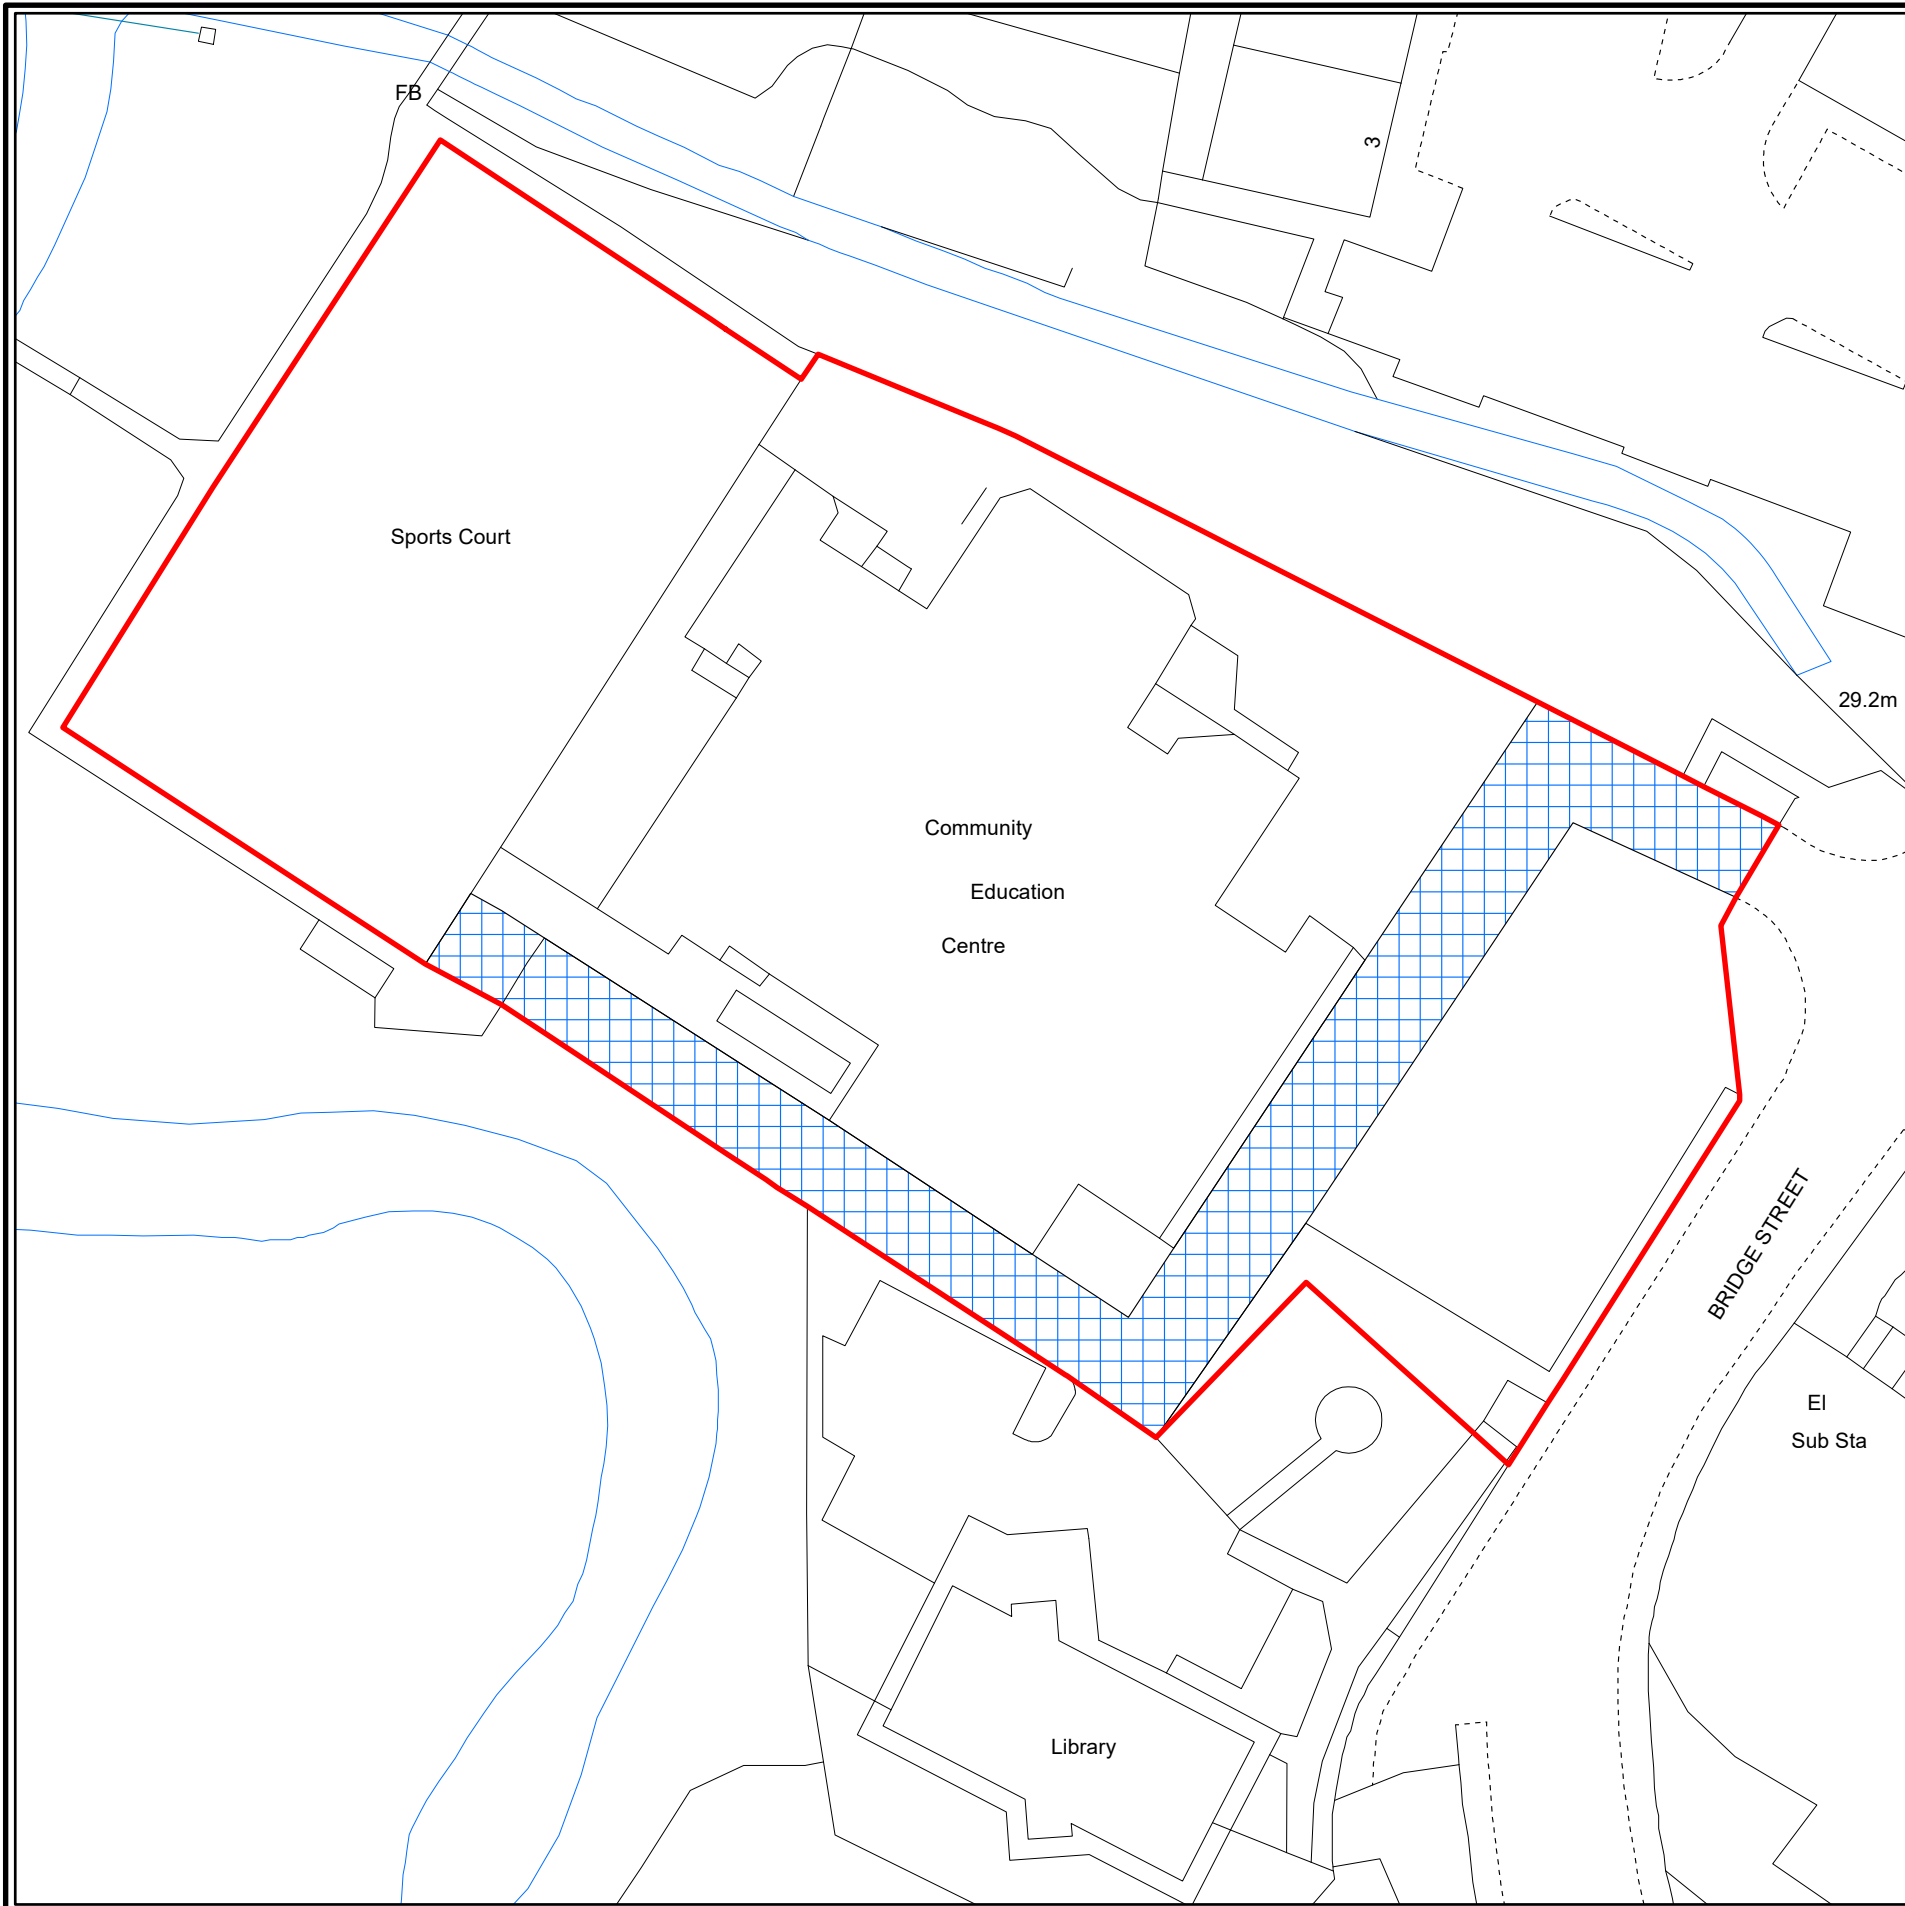 FB
3
Sports Court
29.2m
Community
Education
Centre
BRIDGE STREET
El
Sub Sta
Library